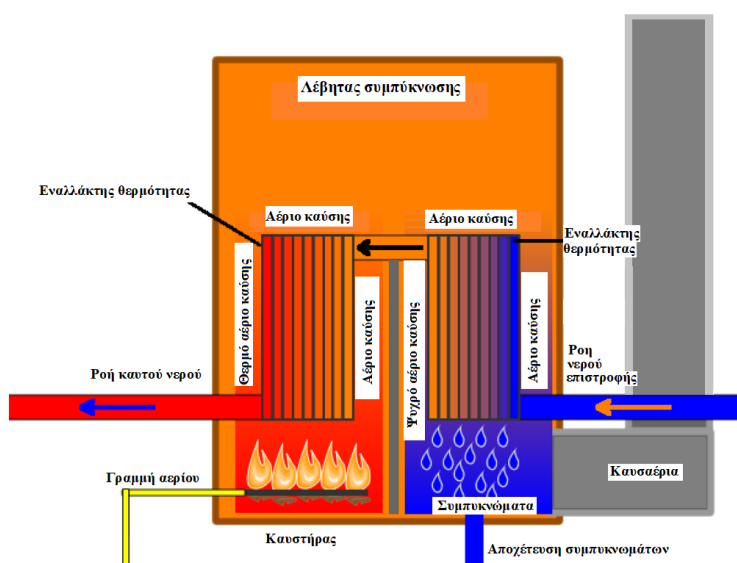 Λέβητας συμπύκνωσης
Εναλλάκτης θερμότητας
Αέριο καύσης
Αέριο καύσης
Εναλλάκτης
θερμότητας
Θερμό αέριο καύσης
Αέριο καύσης
Ψυχρό αέριο καύσης
Αέριο καύσης
Ροή καυτού νερού
Ροη
νερού
επιστροφής
Γραμμή αερίου
Καυσαέρια
Συμπυκνώματα
Καυστήρας
Αποχέτευση συμπυκνωμάτων